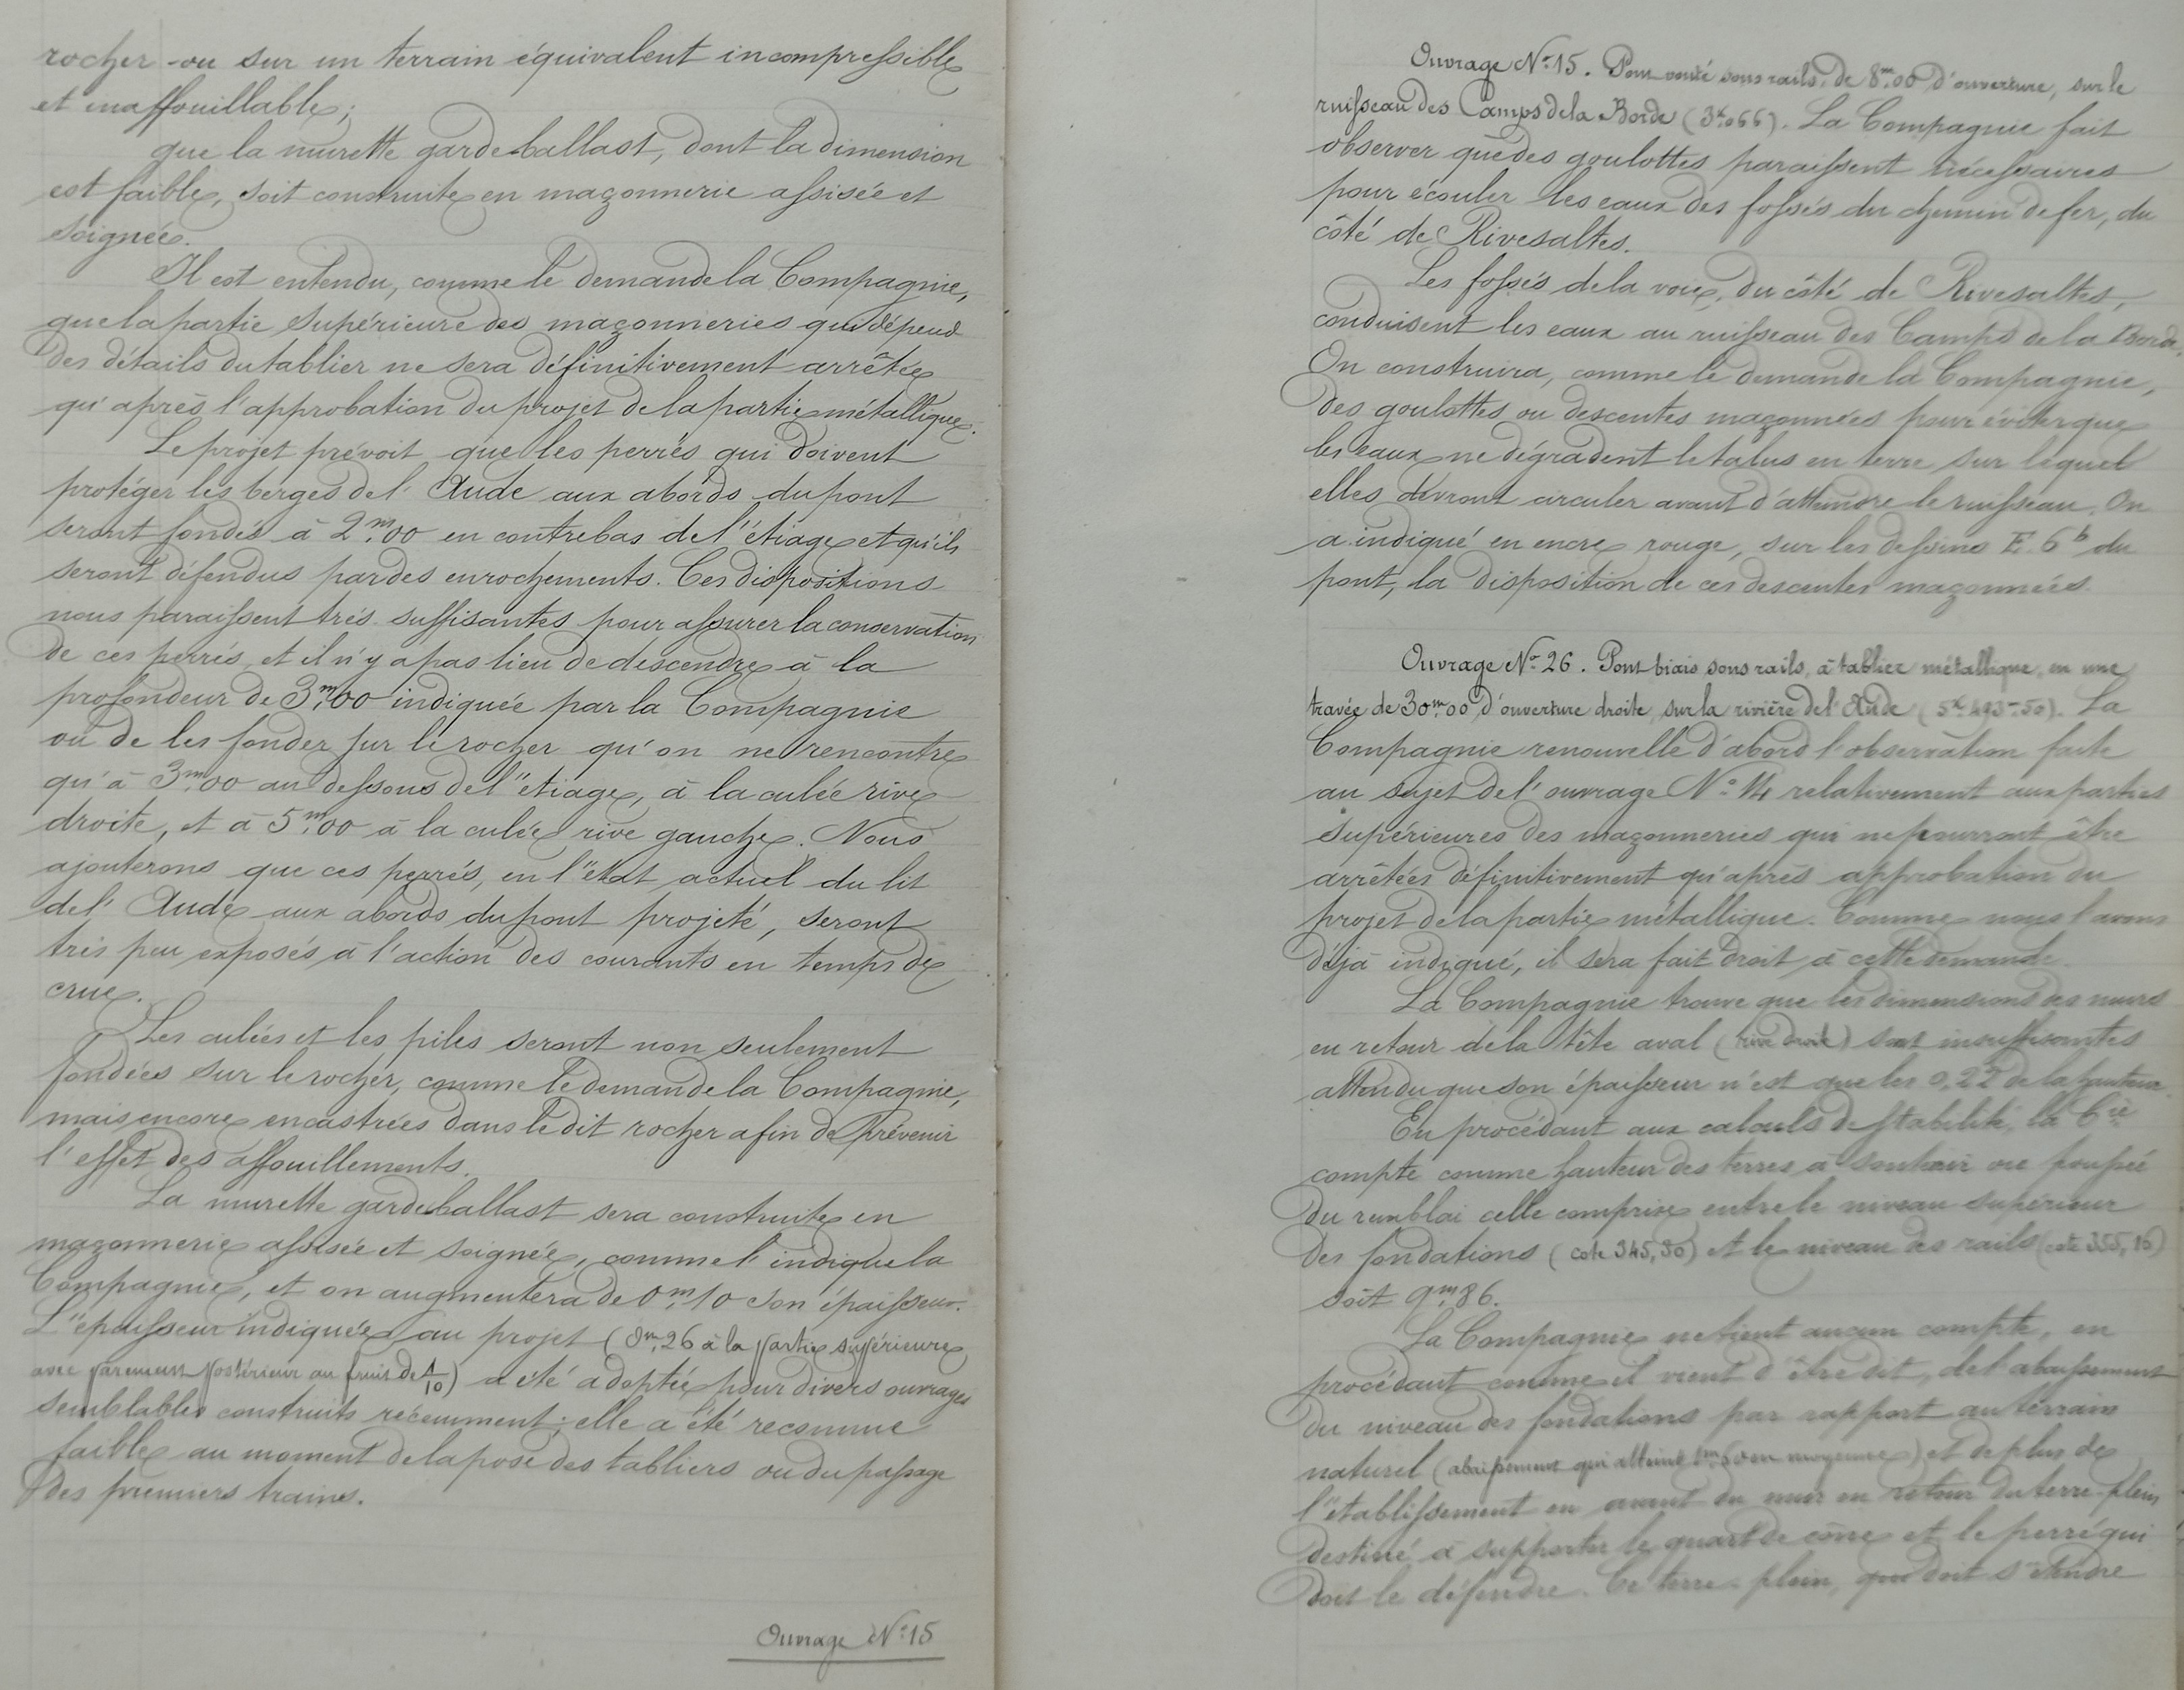 rocher ou sur un terrain équivalent incompressible
et inaffouillable;
que la murette garde-ballast, dont la dimension
est faible, soit construite en maçonnerie assisée et
soignée.
Il est entendu, comme le demande la Compagnie,
que la partie supérieure des maçonneries qui dépend
des détails du tablier ne sera définitivement arrêtée
qu'après l'approbation du projet de la partie métallique.
Le projet prévoit que les perrés qui doivent
protéger les berges de l'Aude aux abords du pont
seront fondés à 2m,00 en contrebas de l'étiage et qu'ils
seront défendus par des enrochements. Ces dispositions
nous paraissent très suffisantes pour assurer la conservation
de ces perrés, et il n'y a pas lieu de descendre à la
profondeur de 3m,00 indiquée par la Compagnie
ou de les fonder sur le rocher qu'on ne rencontre
qu'à 3m,00 au dessous de l'étiage, à la culée rive
droite, et à 5m,00 à la culée rive gauche. Nous
ajouterons que ces perrés, en l'état actuel du lit
de l'Aude aux abords du pont projeté, seront
très peu exposés à l'action des courants en temps de
crue.
Les culées et les piles seront non seulement
fondées sur le rocher, comme le demande la Compagnie,
mais encore encastrées dans le dit rocher afin de prévenir
l'effet des affouillements.
La murette garde-ballast sera construite en
maçonnerie assisée et soignée, comme l'indique la
Compagnie, et on augmentera de 0m,10 son épaisseur.
L'épaisseur indiquée au projet (0m,26 à la partie supérieure
avec parement postérieur au fruit de 1/10) a été adoptée pour divers ouvrages
semblables construits récemment; elle a été reconnue
faible au moment de la pose des tabliers ou du passage
des premiers trains.
Ouvrage N° 15
Ouvrage N° 15. Pont voûté sous rails, de 8m,00 d'ouverture, sur le
ruisseau des Camps de la Borde (3k,066). La Compagnie fait
observer que des goulottes paraissent nécessaires
pour écouler les eaux des fossés du chemin de fer, du
côté de Rivesaltes.
Les fossés de la voie, du côté de Rivesaltes,
conduisent les eaux au ruisseau des Camps de la Borde.
On construira, comme le demande la Compagnie,
des goulottes ou descentes maçonnées pour éviter que
les eaux ne dégradent le talus en terre sur lequel
elles devront circuler avant d'atteindre le ruisseau. On
a indiqué en encre rouge, sur les dessins E. 6b du
pont, la disposition de ces descentes maçonnées.
Ouvrage N° 26. Pont biais sous rails, à tablier métallique, en une
travée de 30m,00 d'ouverture droite, sur la rivière de l'Aude (5k 493m,50). La
Compagnie renouvelle d'abord l'observation faite
au sujet de l'ouvrage N° 14 relativement aux parties
supérieures des maçonneries qui ne pourront être
arrêtées définitivement qu'après approbation du
projet de la partie métallique. Comme nous l'avons
déjà indiqué, il sera fait droit à cette demande.
La Compagnie trouve que les dimensions des murs
en retour de la tête aval (rive droite) sont insuffisantes
attendu que son épaisseur n'est que les 0,22 de la hauteur.
En procédant aux calculs de stabilité, la Cie
compte comme hauteur des terres à soutenir ou poussée
du remblai celle comprise entre le niveau supérieur
des fondations (cote 345,30) et le niveau des rails (cote 355,16)
soit 9m,86.
La Compagnie ne tient aucun compte, en
procédant comme il vient d'être dit, de l'abaissement
du niveau des fondations par rapport au terrain
naturel (abaissement qui atteint en moyenne) et de plus de
l'établissement en avant du mur en retour du terre-plein
destiné à supporter le quart de cône et le perré qui
doit le défendre. Ce terre-plein, que doit s'étendre